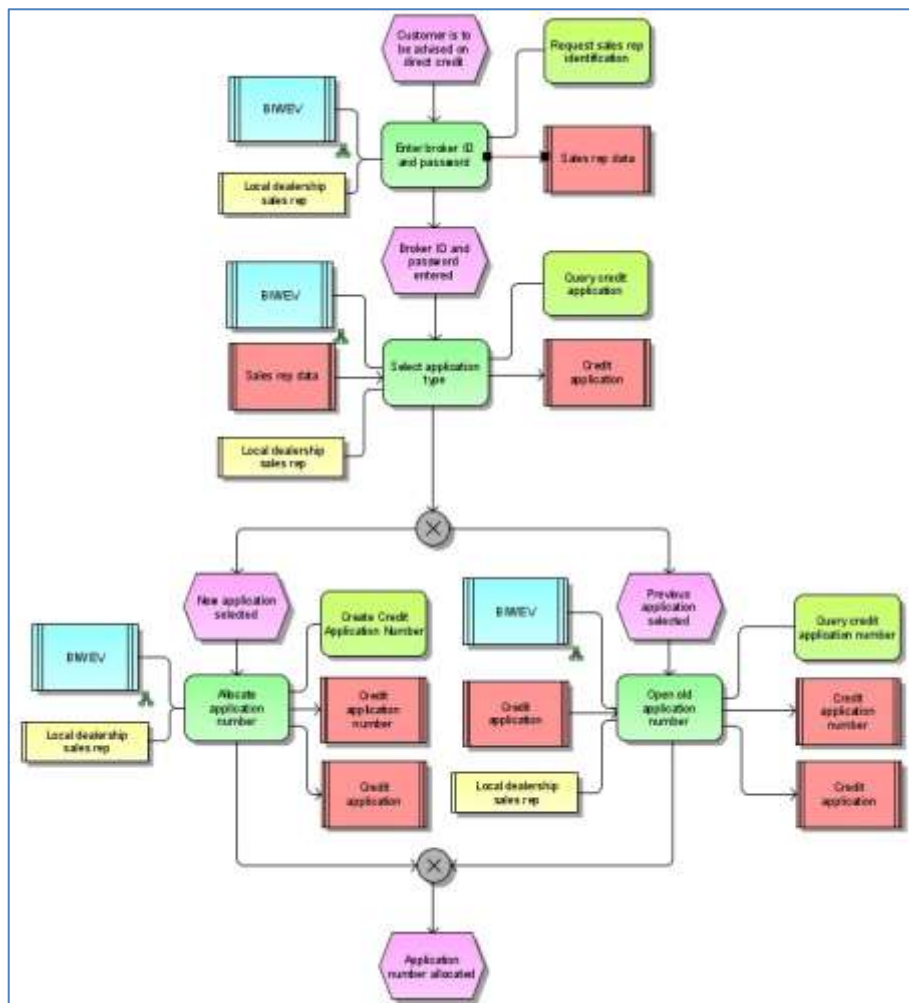 Customer is to
be advised on
direct credit
Request sales rep
identification
BIWEV
Enter broker ID
and password
Sales rep data
Local dealership
sales rep
Broker ID and
password
entered
BIWEV
Query credit
application
Sales rep data
Select application
type
Credit
application
Local dealership
sales rep
New application
selected
Create Credit
Application Number
BIWEV
Previous
application
selected
Query credit
application number
BIWEV
Allocate
application
number
Credit
application
number
Credit
application
Open old
application
number
Credit
application
number
Local dealership
sales rep
Credit
application
Local dealership
sales rep
Credit
application
Application
number allocated